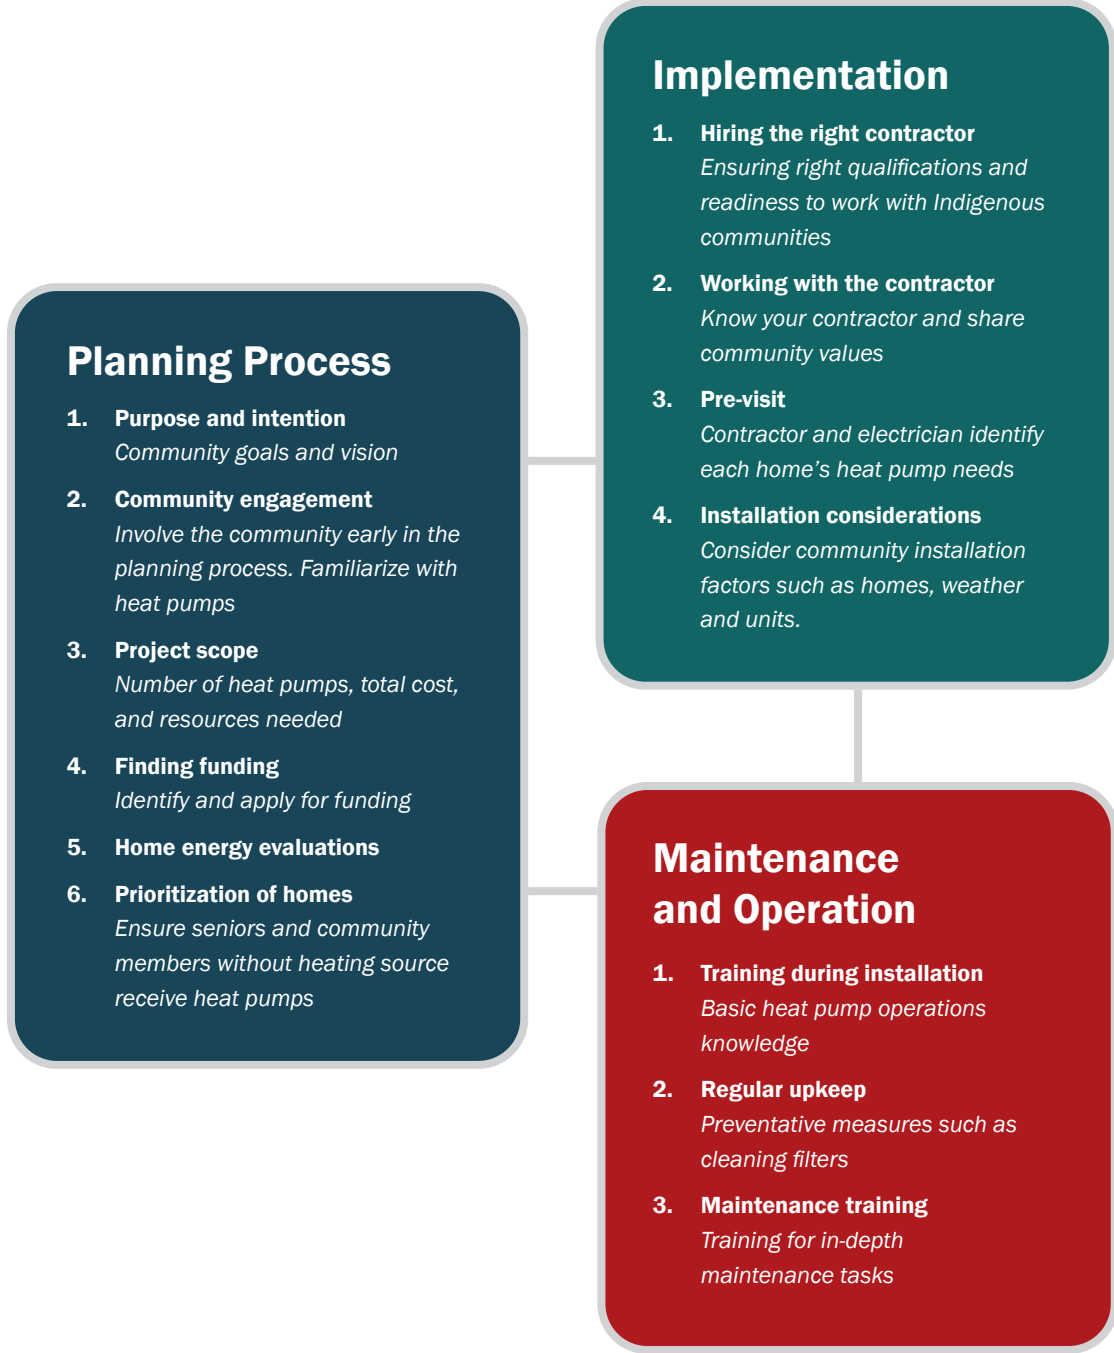 Planning Process
1. Purpose and intention
Community goals and vision
2. Community engagement
Involve the community early in the
planning process. Familiarize with
heat pumps
3. Project scope
Number of heat pumps, total cost,
and resources needed
4. Finding funding
Identify and apply for funding
5. Home energy evaluations
6. Prioritization of homes
Ensure seniors and community
members without heating source
receive heat pumps
Implementation
1. Hiring the right contractor
Ensuring right qualifications and
readiness to work with Indigenous
communities
2. Working with the contractor
Know your contractor and share
community values
3. Pre-visit
Contractor and electrician identify
each home's heat pump needs
4. Installation considerations
Consider community installation
factors such as homes, weather
and units.
Maintenance
and Operation
1. Training during installation
Basic heat pump operations
knowledge
2. Regular upkeep
Preventative measures such as
cleaning filters
3. Maintenance training
Training for in-depth
maintenance tasks